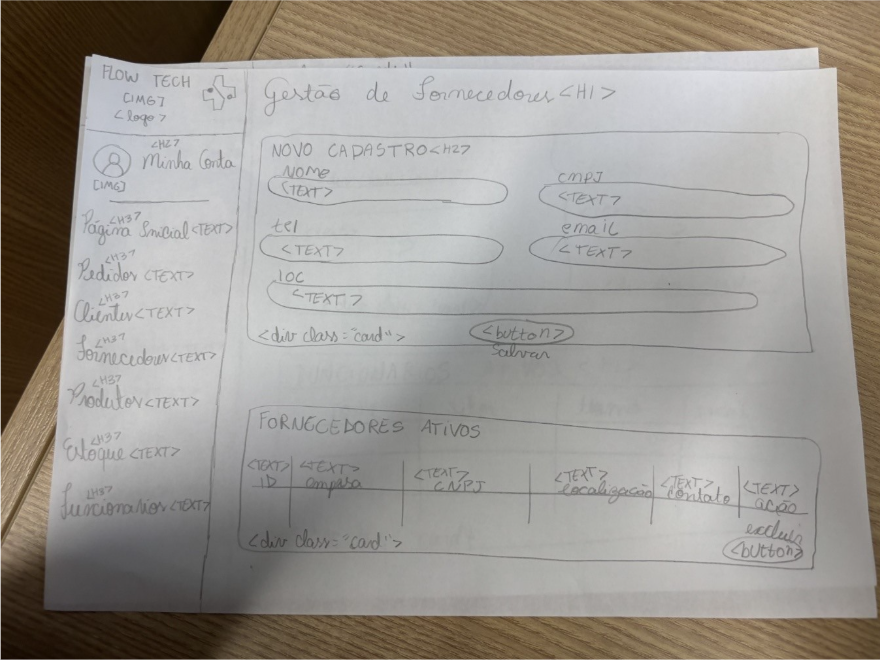 FLOW TECH
[IMG]
<logo>
<H2>
Minha Conta
[IMG]
<H3>
Página Inicial <TEXT>
<H3>
Pedidos <TEXT>
<H3>
Clientes <TEXT>
<H3>
Fornecedores <TEXT>
<H3>
Produtos <TEXT>
<H3>
Estoque <TEXT>
<H3>
Funcionarios <TEXT>
Gestão de Fornecedores <H1>
NOVO CADASTRO <H2>
NOME
<TEXT>
CNPJ
<TEXT>
tel
<TEXT>
email
<TEXT>
loc
<TEXT>
<div class="card">
<button>
Salvar
FORNECEDORES ATIVOS
<TEXT> <TEXT> <TEXT> <TEXT> <TEXT> <TEXT>
ID empresa CNPJ localização contato ação
excluir
<div class="card">
<button>